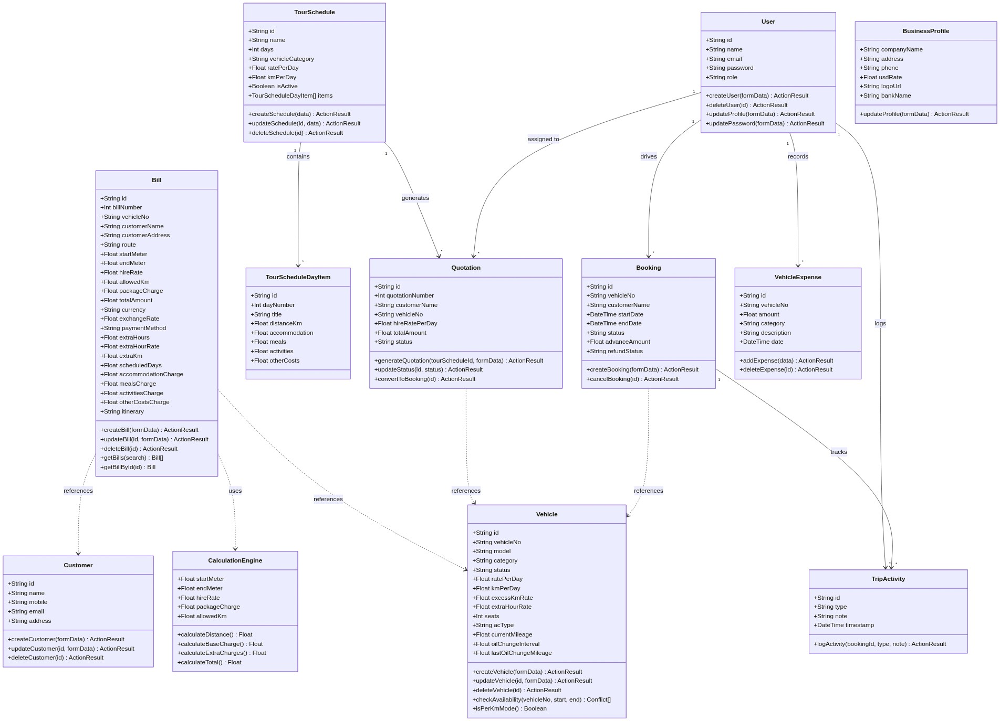 TourSchedule
+String id
+String name
+Int days
+String vehicleCategory
+Float ratePerDay
+Float kmPerDay
+Boolean isActive
+TourScheduleDayItem[] items
+createSchedule(data) : ActionResult
+updateSchedule(id, data) : ActionResult
+deleteSchedule(id) : ActionResult
User
+String id
+String name
+String email
+String password
+String role
+createUser(formData) : ActionResult
+deleteUser(id) : ActionResult
+updateProfile(formData) : ActionResult
+updatePassword(formData) : ActionResult
BusinessProfile
+String companyName
+String address
+String phone
+Float usdRate
+String logoUrl
+String bankName
+updateProfile(formData) : ActionResult
1
contains
*
1
generates
*
1
assigned to
*
1
drives
*
1
records
*
1
logs
*
Bill
+String id
+Int billNumber
+String vehicleNo
+String customerName
+String customerAddress
+String route
+Float startMeter
+Float endMeter
+Float hireRate
+Float allowedKm
+Float packageCharge
+Float totalAmount
+String currency
+Float exchangeRate
+String paymentMethod
+Float extraHours
+Float extraHourRate
+Float extraKm
+Float scheduledDays
+Float accommodationCharge
+Float mealsCharge
+Float activitiesCharge
+Float otherCostsCharge
+String itinerary
+createBill(formData) : ActionResult
+updateBill(id, formData) : ActionResult
+deleteBill(id) : ActionResult
+getBills(search) : Bill[]
+getBillById(id) : Bill
TourScheduleDayItem
+String id
+Int dayNumber
+String title
+Float distanceKm
+Float accommodation
+Float meals
+Float activities
+Float otherCosts
Quotation
+String id
+Int quotationNumber
+String customerName
+String vehicleNo
+Float hireRatePerDay
+Float totalAmount
+String status
+generateQuotation(tourScheduleId, formData) : ActionResult
+updateStatus(id, status) : ActionResult
+convertToBooking(id) : ActionResult
Booking
+String id
+String vehicleNo
+String customerName
+DateTime startDate
+DateTime endDate
+String status
+Float advanceAmount
+String refundStatus
+createBooking(formData) : ActionResult
+cancelBooking(id) : ActionResult
VehicleExpense
+String id
+String vehicleNo
+Float amount
+String category
+String description
+DateTime date
+addExpense(data) : ActionResult
+deleteExpense(id) : ActionResult
1
tracks
*
references
uses
references
references
references
Customer
+String id
+String name
+String mobile
+String email
+String address
+createCustomer(formData) : ActionResult
+updateCustomer(id, formData) : ActionResult
+deleteCustomer(id) : ActionResult
CalculationEngine
+Float startMeter
+Float endMeter
+Float hireRate
+Float packageCharge
+Float allowedKm
+calculateDistance() : Float
+calculateBaseCharge() : Float
+calculateExtraCharges() : Float
+calculateTotal() : Float
Vehicle
+String id
+String vehicleNo
+String model
+String category
+String status
+Float ratePerDay
+Float kmPerDay
+Float excessKmRate
+Float extraHourRate
+Int seats
+String acType
+Float currentMileage
+Float oilChangeInterval
+Float lastOilChangeMileage
+createVehicle(formData) : ActionResult
+updateVehicle(id, formData) : ActionResult
+deleteVehicle(id) : ActionResult
+checkAvailability(vehicleNo, start, end) : Conflict[]
+isPerKmMode() : Boolean
TripActivity
+String id
+String type
+String note
+DateTime timestamp
+logActivity(bookingId, type, note) : ActionResult